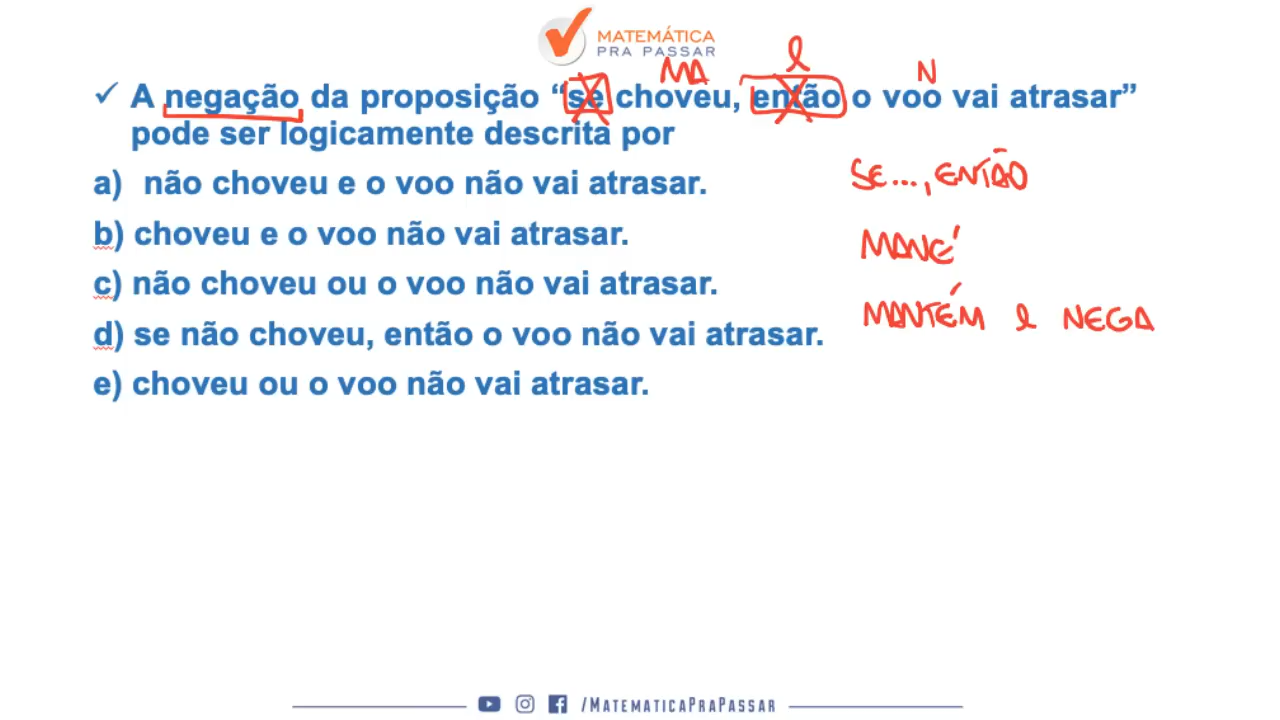 MATEMÁTICA
PRA PASSAR
MA e N
✓ A negação da proposição “se choveu, então o voo vai atrasar”
pode ser logicamente descrita por
a) não choveu e o voo não vai atrasar.
SE..., ENTÃO
b) choveu e o voo não vai atrasar.
MANÉ
c) não choveu ou o voo não vai atrasar.
MANTÉM e NEGA
d) se não choveu, então o voo não vai atrasar.
e) choveu ou o voo não vai atrasar.
/MATEMATICAPRAPASSAR